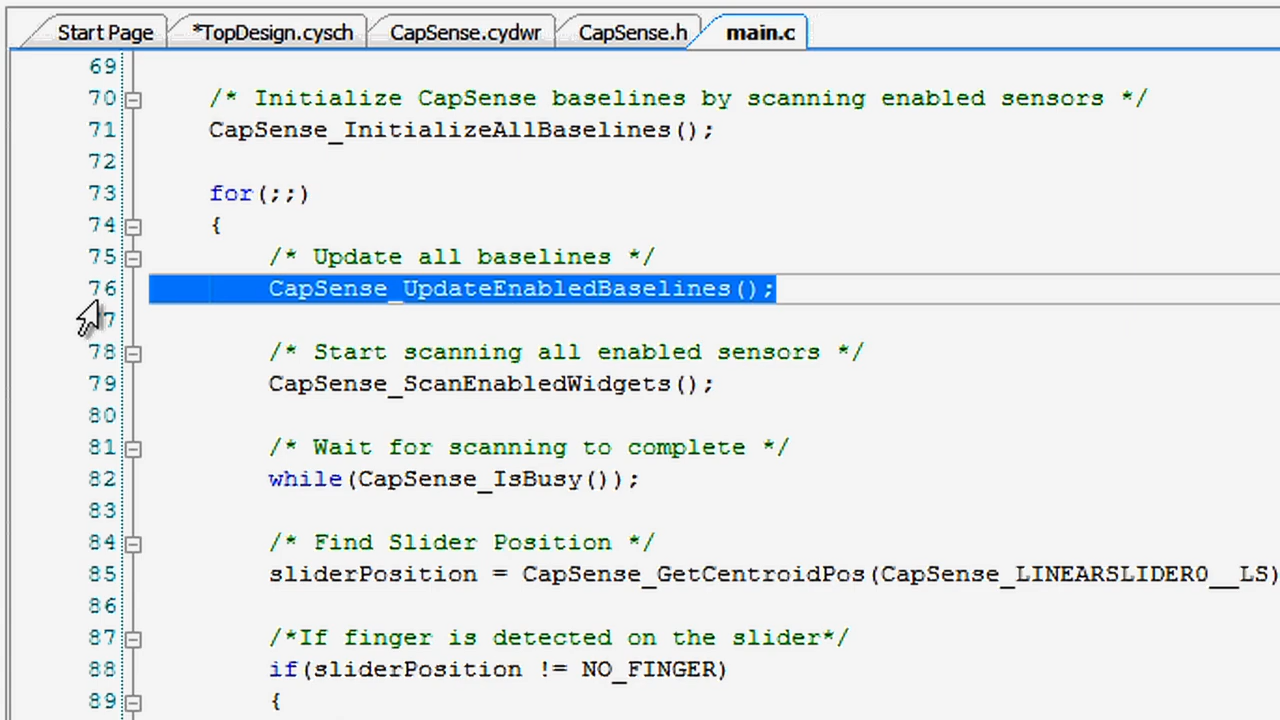 Start Page *TopDesign.cysch CapSense.cydwr CapSense.h main.c
69
70 /* Initialize CapSense baselines by scanning enabled sensors */
71 CapSense_InitializeAllBaselines();
72
73 for(;;)
74 {
75 /* Update all baselines */
76 CapSense_UpdateEnabledBaselines();
7
78 /* Start scanning all enabled sensors */
79 CapSense_ScanEnabledWidgets();
80
81 /* Wait for scanning to complete */
82 while(CapSense_IsBusy());
83
84 /* Find Slider Position */
85 sliderPosition = CapSense_GetCentroidPos(CapSense_LINEARSLIDER0__LS)
86
87 /*If finger is detected on the slider*/
88 if(sliderPosition != NO_FINGER)
89 {